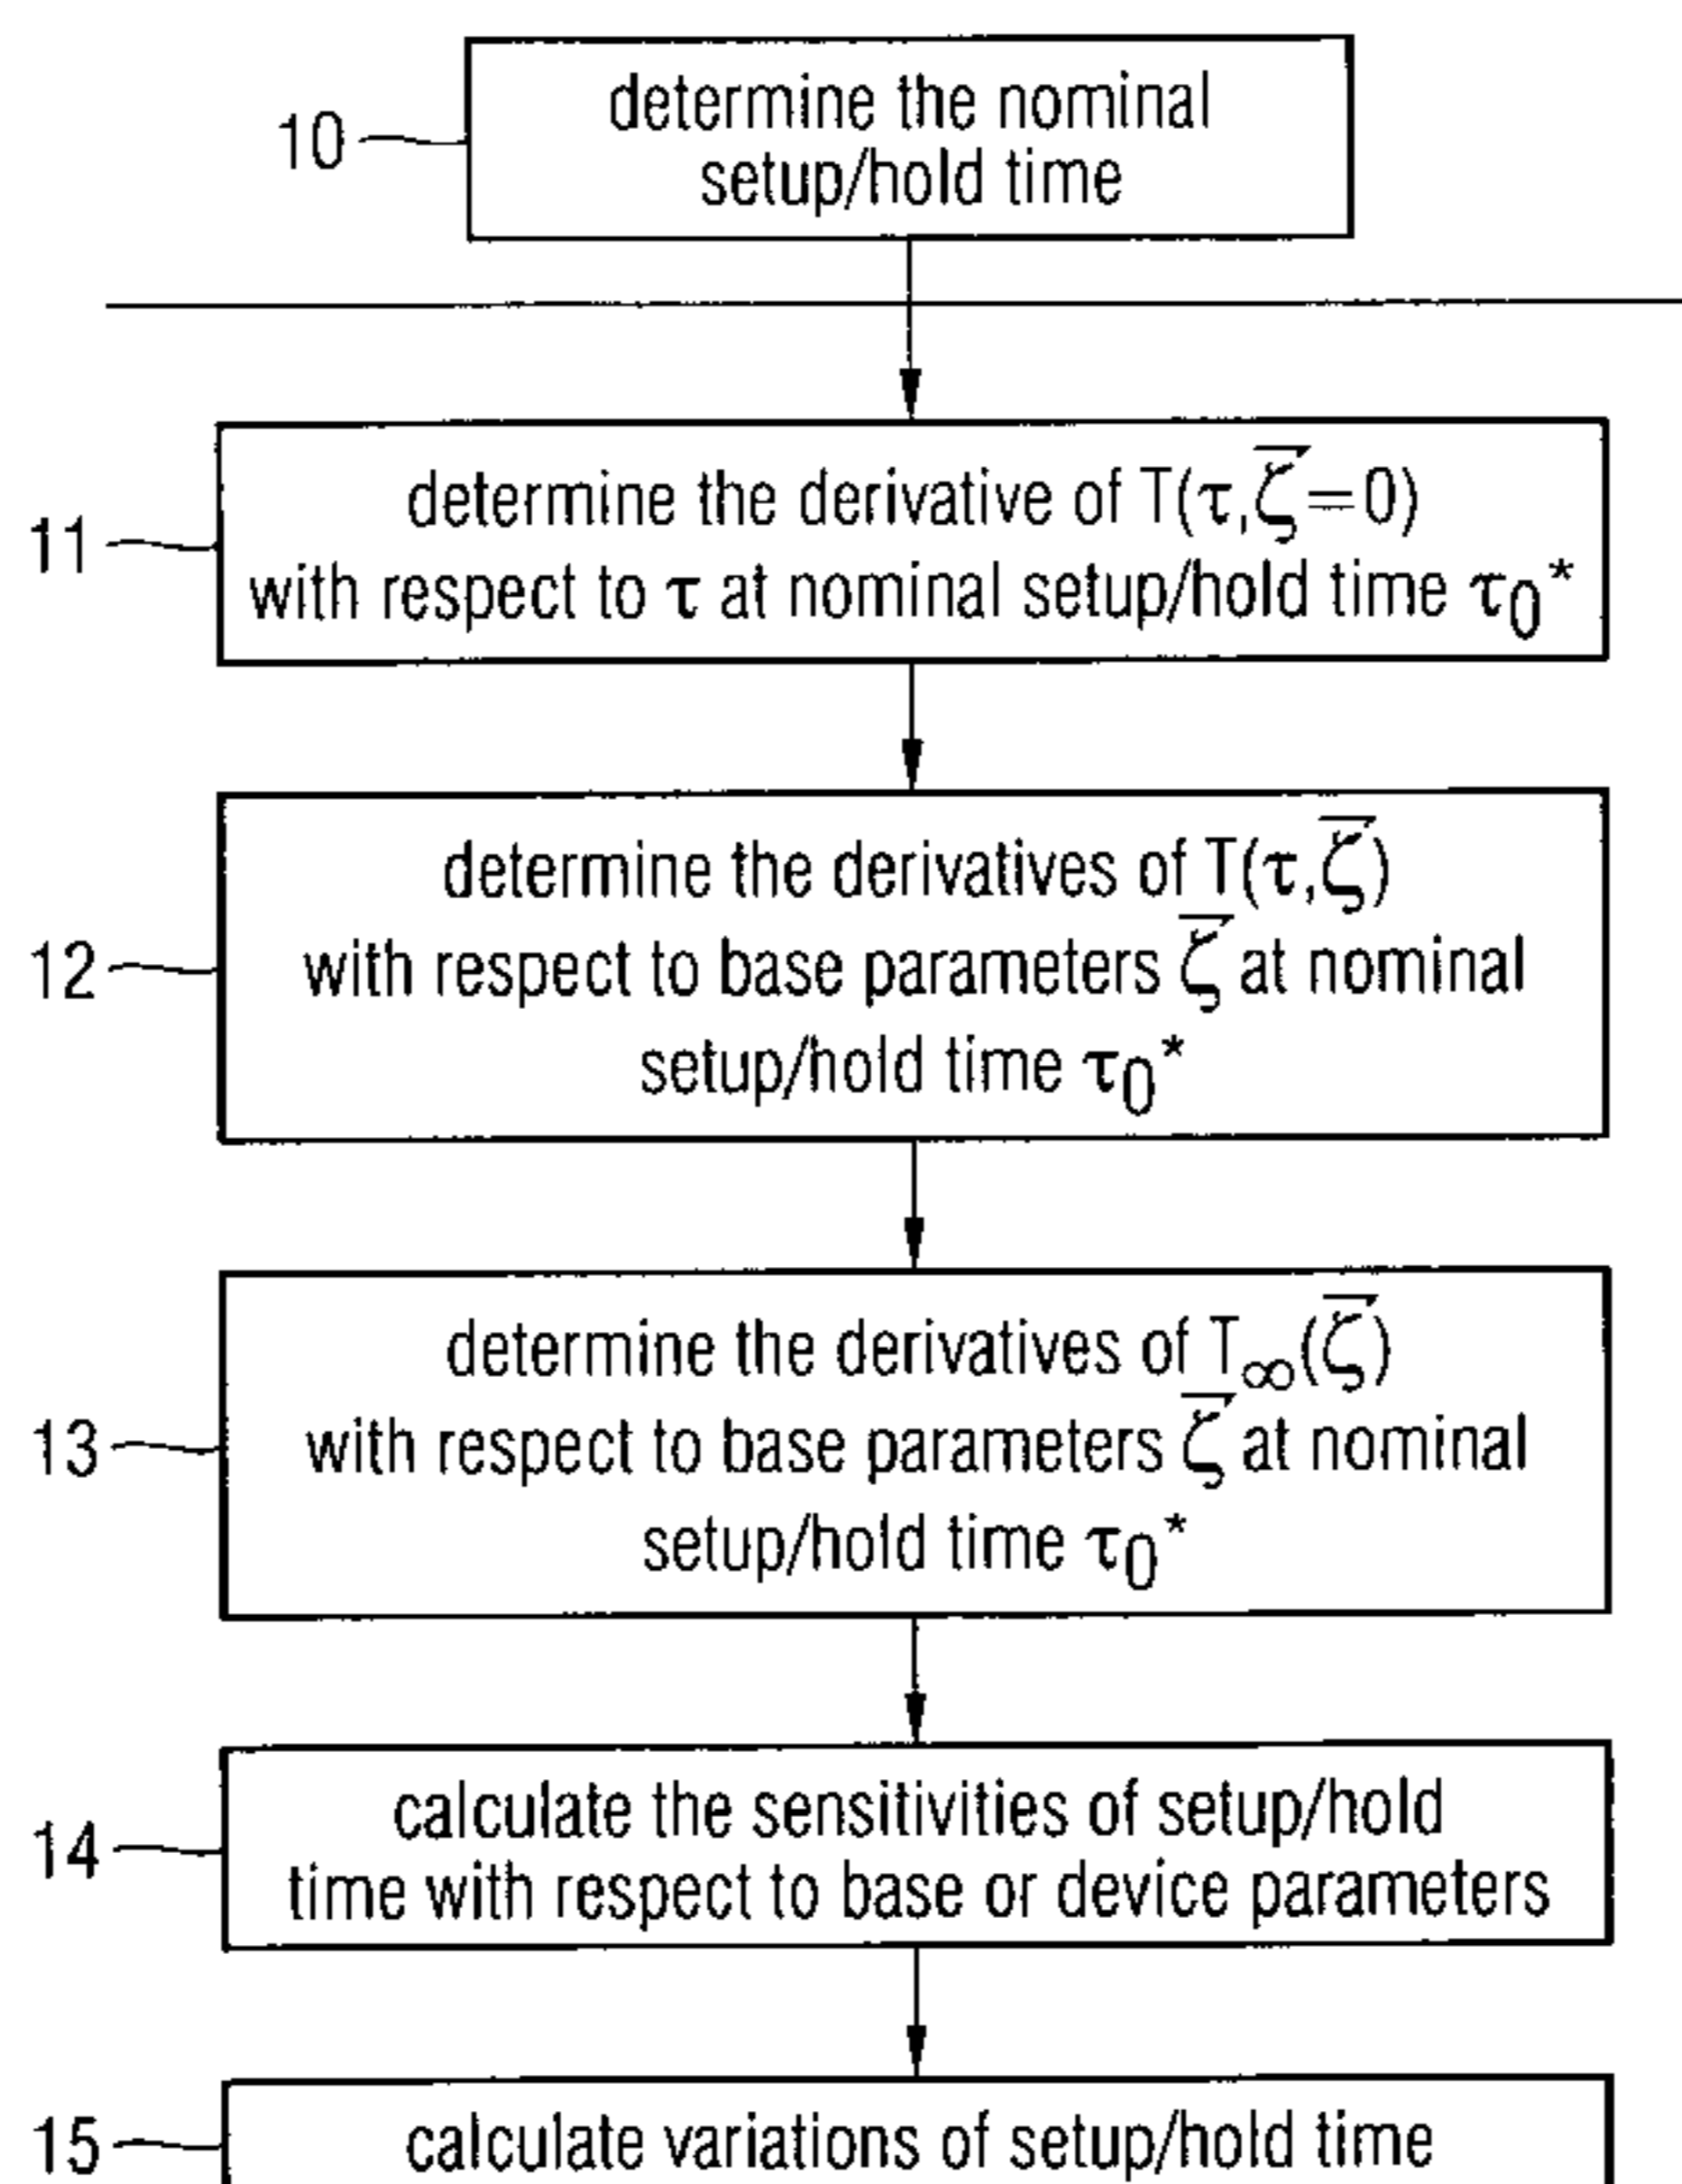 10
determine the nominal
setup/hold time
11
determine the derivative of T(τ,ζ⃗=0)
with respect to τ at nominal setup/hold time τ₀*
12
determine the derivatives of T(τ,ζ⃗)
with respect to base parameters ζ⃗ at nominal
setup/hold time τ₀*
13
determine the derivatives of T∞(ζ⃗)
with respect to base parameters ζ⃗ at nominal
setup/hold time τ₀*
14
calculate the sensitivities of setup/hold
time with respect to base or device parameters
15
calculate variations of setup/hold time